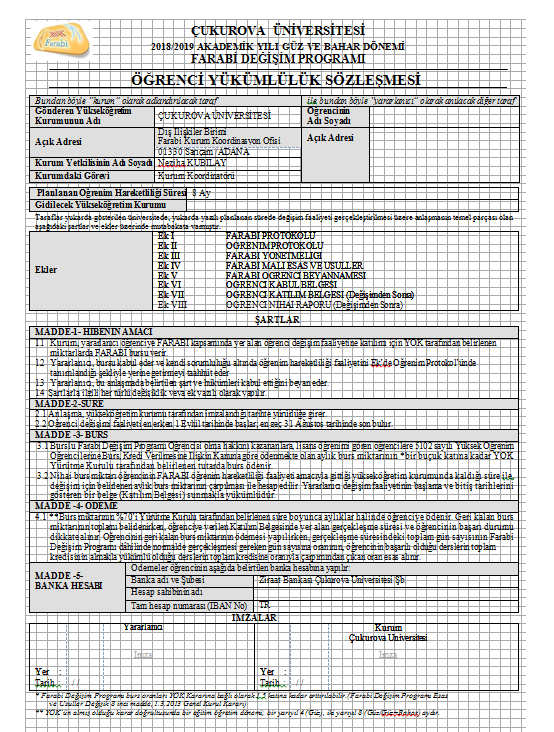 Farabi
ÇUKUROVA ÜNİVERSİTESİ
2018/2019 AKADEMİK YILI GÜZ VE BAHAR DÖNEMİ
FARABİ DEĞİŞİM PROGRAMI
ÖĞRENCİ YÜKÜMLÜLÜK SÖZLEŞMESİ
Bundan böyle "kurum" olarak adlandırılacak taraf
ile bundan böyle "yararlanıcı" olarak anılacak diğer taraf
Gönderen Yükseköğretim Kurumunun Adı
ÇUKUROVA ÜNİVERSİTESİ
Öğrencinin Adı Soyadı
Açık Adresi
Dış İlişkiler Birimi
Farabi Kurum Koordinasyon Ofisi
01330 Sarıçam / ADANA
Açık Adresi
Kurum Yetkilisinin Adı Soyadı
Neziha KUBİLAY
Kurumdaki Görevi
Kurum Koordinatörü
Planlanan Öğrenim Hareketliliği Süresi
8 Ay
Gidilecek Yükseköğretim Kurumu
Taraflar yukarda gösterilen üniversitede, yukarda yazılı planlanan sürede değişim faaliyeti gerçekleştirilmesi üzere anlaşmanın temel parçası olan
aşağıdaki şartlar ve ekler üzerinde mutabakata varmıştır.
Ekler
Ek I FARABİ PROTOKOLÜ
Ek II ÖĞRENİM PROTOKOLÜ
Ek III FARABİ YÖNETMELİĞİ
Ek IV FARABİ MALİ ESAS VE USULLER
Ek V FARABİ ÖĞRENCİ BEYANNAMESİ
Ek VI ÖĞRENCİ KABUL BELGESİ
Ek VII ÖĞRENCİ KATILIM BELGESİ (Değişimden Sonra)
Ek VIII ÖĞRENCİ NİHAİ RAPORU (Değişimden Sonra)
ŞARTLAR
MADDE-1- HİBENİN AMACI
1.1 Kurum, yararlanıcı öğrenciye FARABİ kapsamında yer alan öğrenci değişim faaliyetine katılımı için YÖK tarafından belirlenen
miktarlarda FARABİ bursu verir.
1.2 Yararlanıcı, bursu kabul eder ve kendi sorumluluğu altında öğrenim hareketliliği faaliyetini Ek'de Öğrenim Protokol'ünde
tanımlandığı şekliyle yerine getirmeyi taahhüt eder.
1.3 Yararlanıcı, bu anlaşmada belirtilen şart ve hükümleri kabul ettiğini beyan eder.
1.4 Şartlarla ilgili her türlü değişiklik veya ek yazılı olarak yapılır.
MADDE-2-SÜRE
2.1 Anlaşma, yükseköğretim kurumu tarafından imzalandığı tarihte yürürlüğe girer.
2.2 Öğrenci değişimi faaliyeti en erken 1 Eylül tarihinde başlar, en geç 31 Ağustos tarihinde son bulur.
MADDE -3- BURS
3.1 Burslu Farabi Değişim Programı Öğrencisi olma hakkını kazananlara, lisans öğrenimi gören öğrencilere 5102 sayılı Yüksek Öğrenim
Öğrencilerine Burs, Kredi Verilmesine İlişkin Kanuna göre ödenmekte olan aylık burs miktarının *bir buçuk katına kadar YÖK
Yürütme Kurulu tarafından belirlenen tutarda burs ödenir.
3.2 Nihai burs miktarı öğrencinin FARABİ öğrenim hareketliliği faaliyeti amacıyla gittiği yükseköğretim kurumunda kaldığı süre ile
değişim için belirlenen aylık burs miktarının çarpılması ile hesap edilir. Yararlanıcı değişim faaliyetinin başlama ve bitiş tarihlerini
gösteren bir belge (Katılım Belgesi) sunmakla yükümlüdür.
MADDE -4- ÖDEME
4.1 **Burs miktarının %70'i Yürütme Kurulu tarafından belirlenen süre boyunca aylıklar halinde öğrenciye ödenir. Geri kalan burs
miktarının toplamı belirlenirken, öğrenciye verilen Katılım Belgesinde yer alan gerçekleşme süresi ve öğrencinin başarı durumu
dikkate alınır. Öğrencinin geri kalan burs miktarının ödemesi yapılırken, gerçekleşme süresindeki toplam gün sayısının Farabi
Değişim Programı dahilinde normalde gerçekleşmesi gereken gün sayısına oranının, öğrencinin başarılı olduğu derslerin toplam
kredisinin almakla yükümlü olduğu derslerin toplam kredisine oranıyla çarpımından çıkan oran esas alınır.
MADDE -5- BANKA HESABI
Ödemeler öğrencinin aşağıda belirtilen banka hesabına yapılır:
Banka adı ve Şubesi
Ziraat Bankası Çukurova Üniversitesi Şb.
Hesap sahibinin adı
Tam hesap numarası (IBAN No)
TR
İMZALAR
Yararlanıcı
Kurum
Çukurova Üniversitesi
İmza
İmza
Yer :
Yer :
Tarih : / /
Tarih : / /
* Farabi Değişim Programı burs oranları YÖK Kararına bağlı olarak 1,5 katına kadar arttırılabilir.(Farabi Değişim Programı Esas
ve Usuller Değişik 8 inci madde, 1.3.2013 Genel Kurul Kararı)
** YÖK'ün almış olduğu karar doğrultusunda bir eğitim öğretim dönemi, bir yarıyıl 4 (Güz), iki yarıyıl 8 (Güz/Güz-Bahar) aydır.